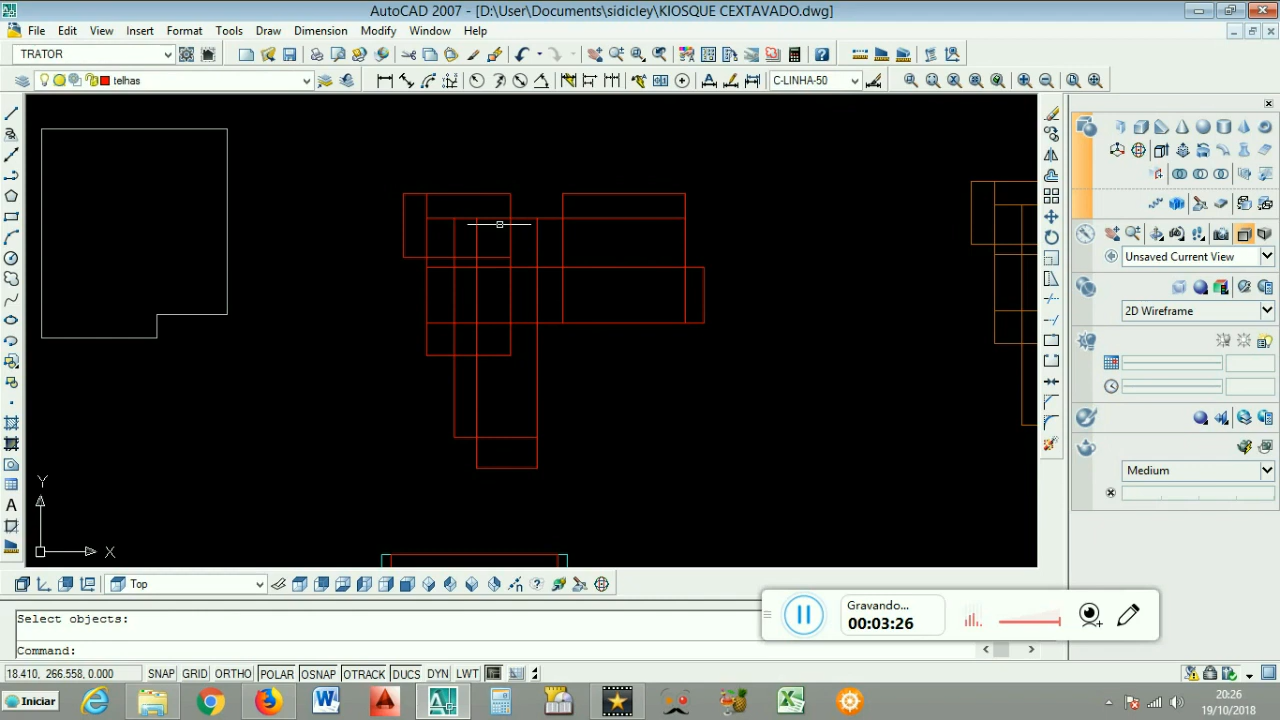 AutoCAD 2007 - [D:\User\Documents\sidicley\KIOSQUE CEXTAVADO.dwg]
File Edit View Insert Format Tools Draw Dimension Modify Window Help
TRATOR
telhas
C-LINHA-50
Unsaved Current View
2D Wireframe
Medium
Y
X
A
Top
Select objects:
Command:
Gravando...
00:03:26
18.410, 266.558, 0.000 SNAP GRID ORTHO POLAR OSNAP OTRACK DUCS DYN LWT
Iniciar
20:26
19/10/2018